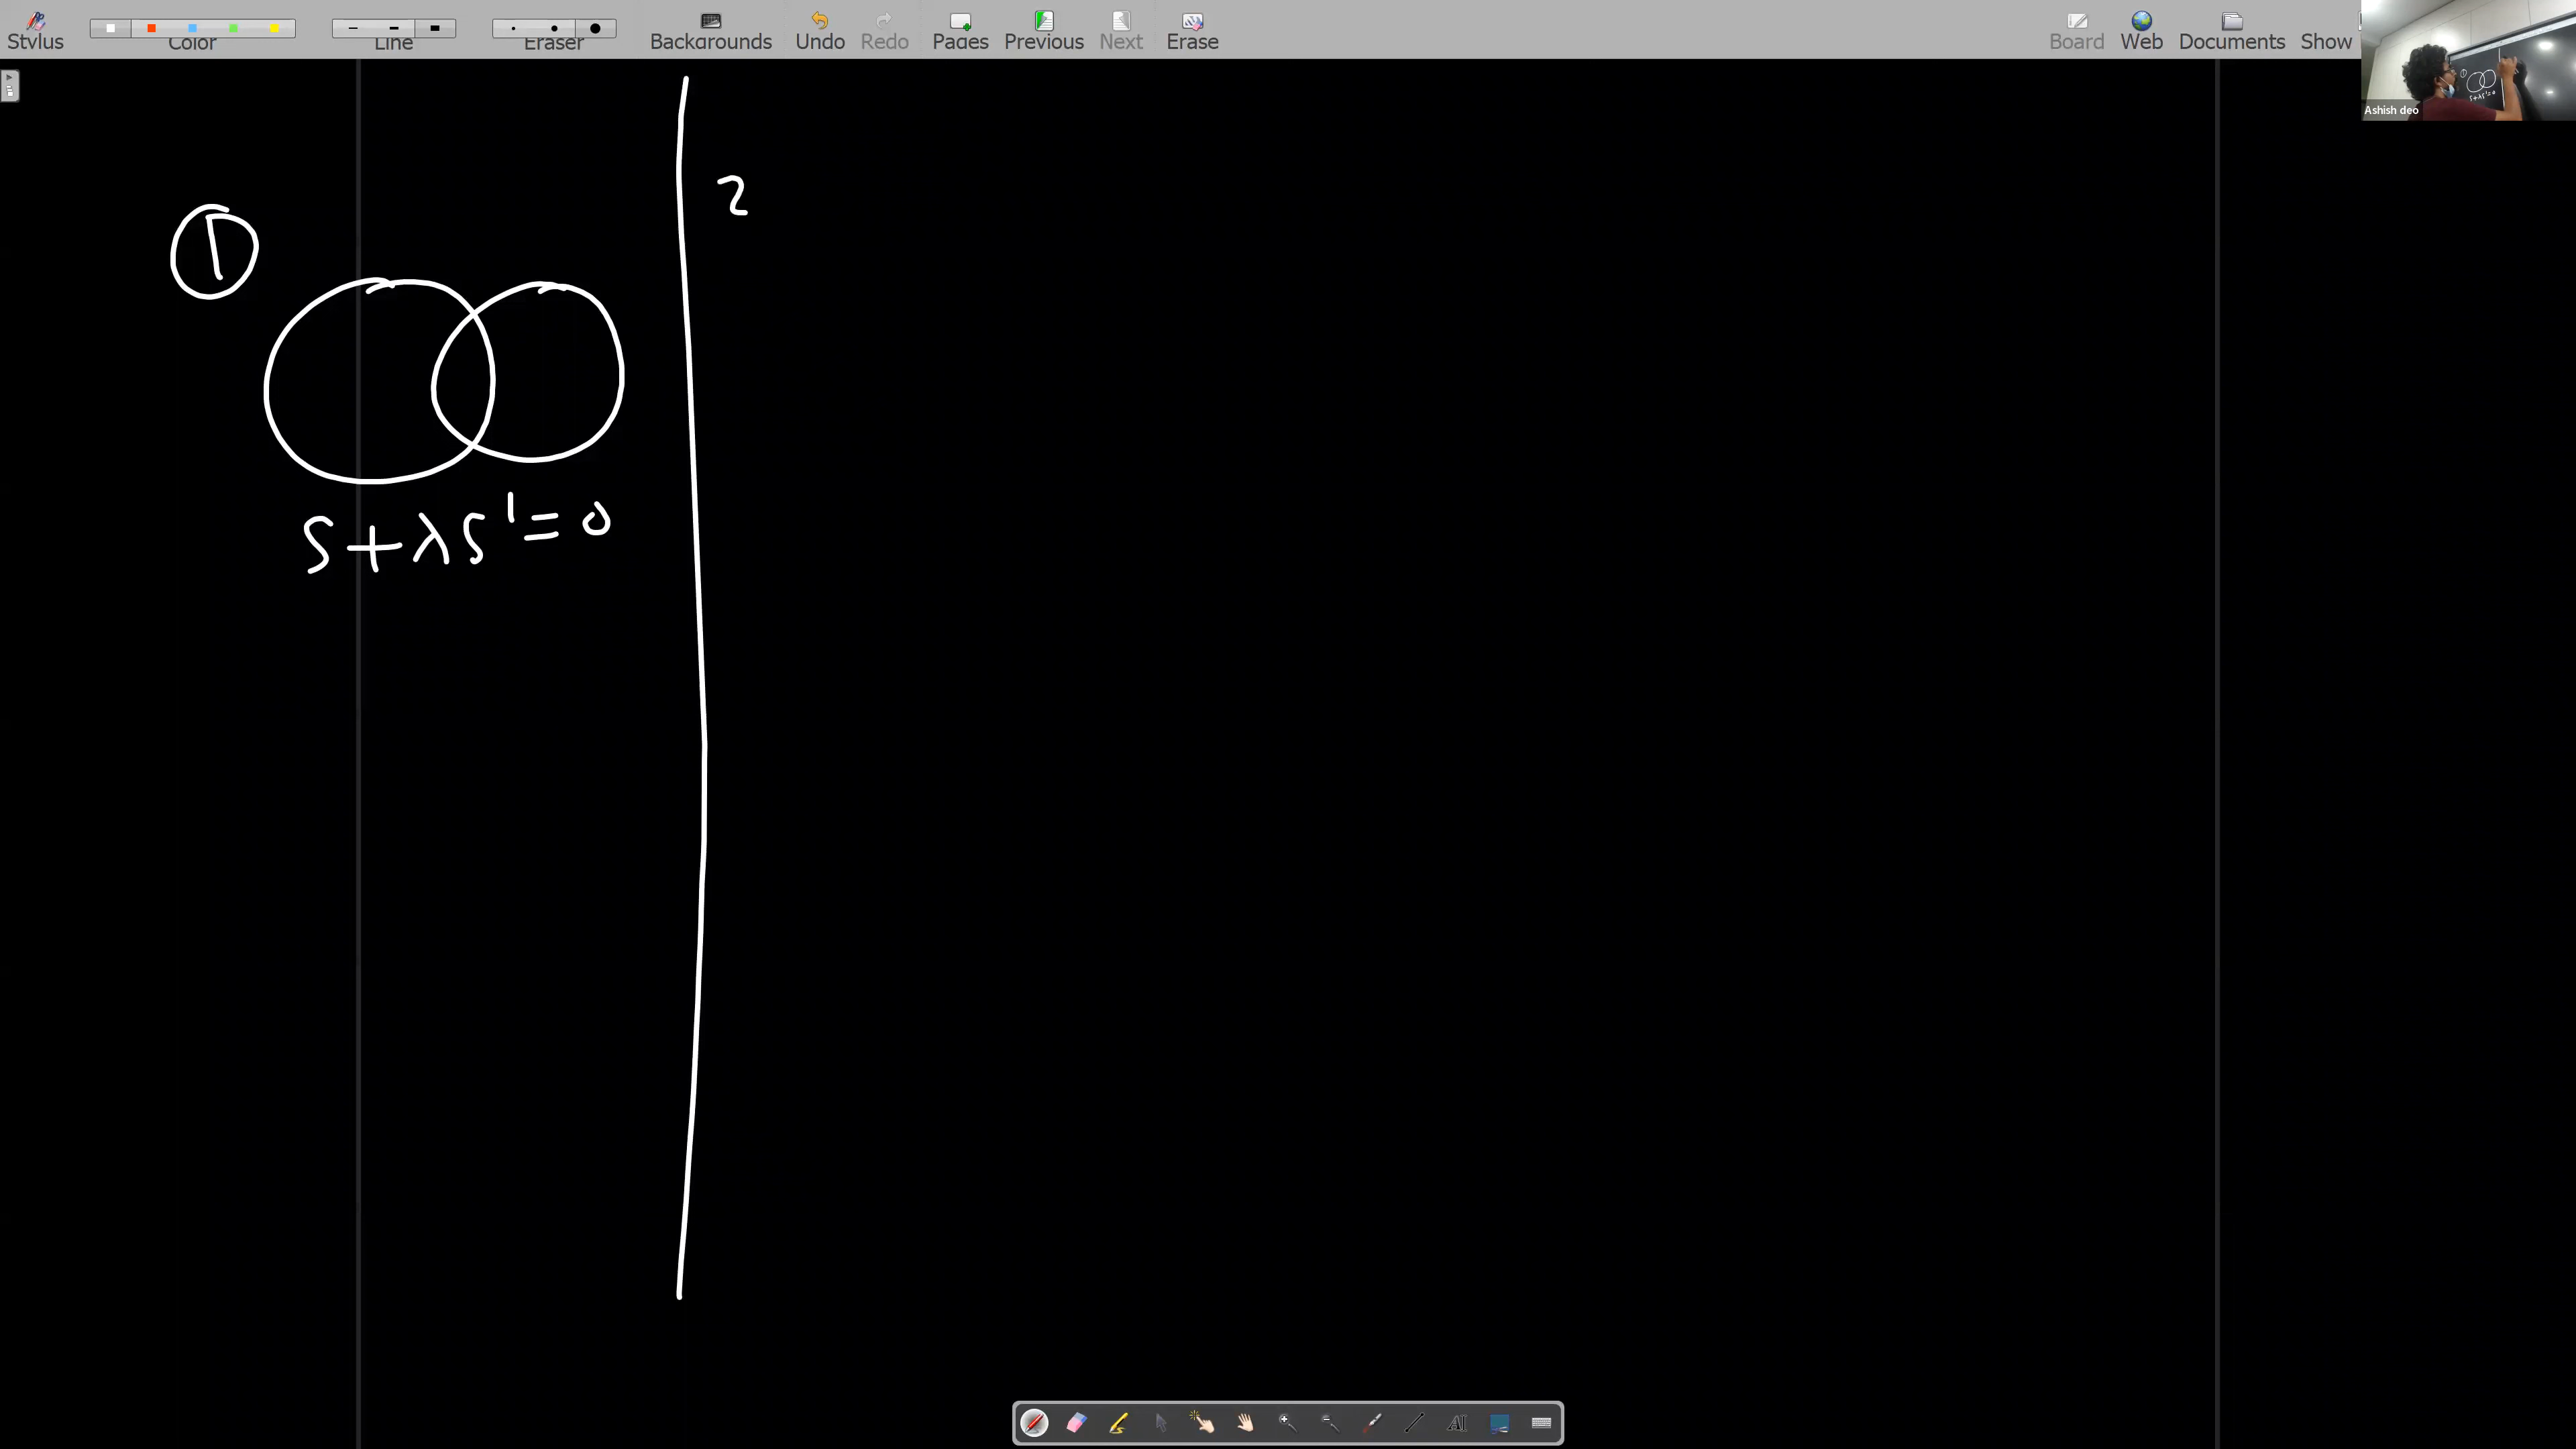 Stylus
Color
Line
Eraser
Backgrounds
Undo
Redo
Pages
Previous
Next
Erase
Board
Web
Documents
Show
Ashish deo
1
S+λS'=0
2